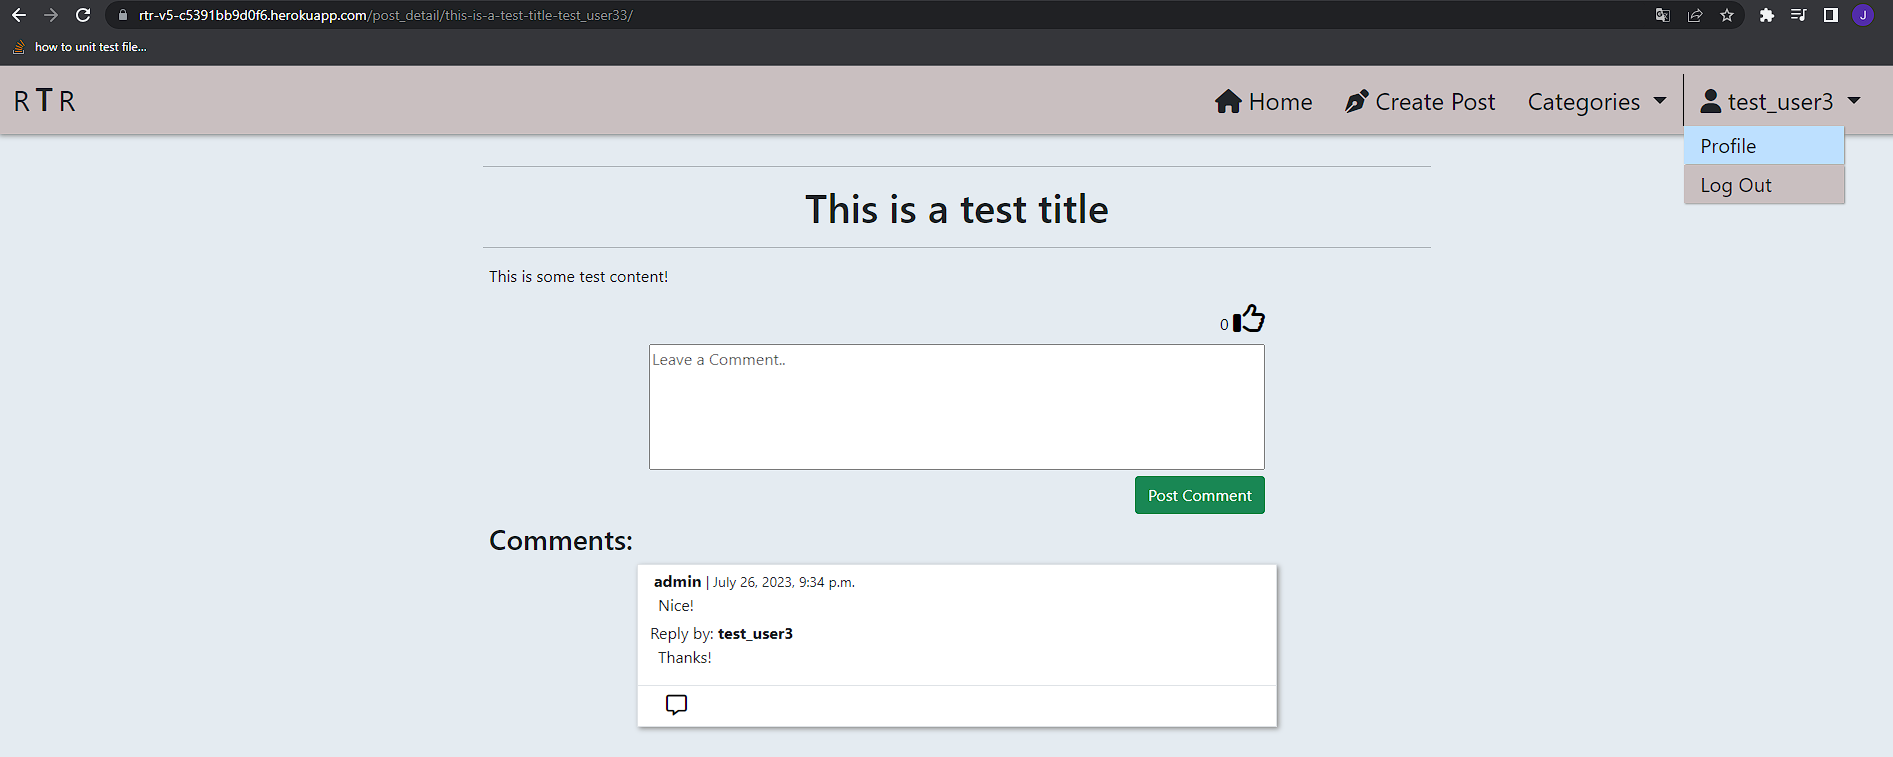 rtr-v5-c5391bb9d0f6.herokuapp.com/post_detail/this-is-a-test-title-test_user33/
J
how to unit test file...
R T R
Home
Create Post
Categories
test_user3
Profile
Log Out
This is a test title
This is some test content!
0
Leave a Comment..
Post Comment
Comments:
admin | July 26, 2023, 9:34 p.m.
Nice!
Reply by: test_user3
Thanks!